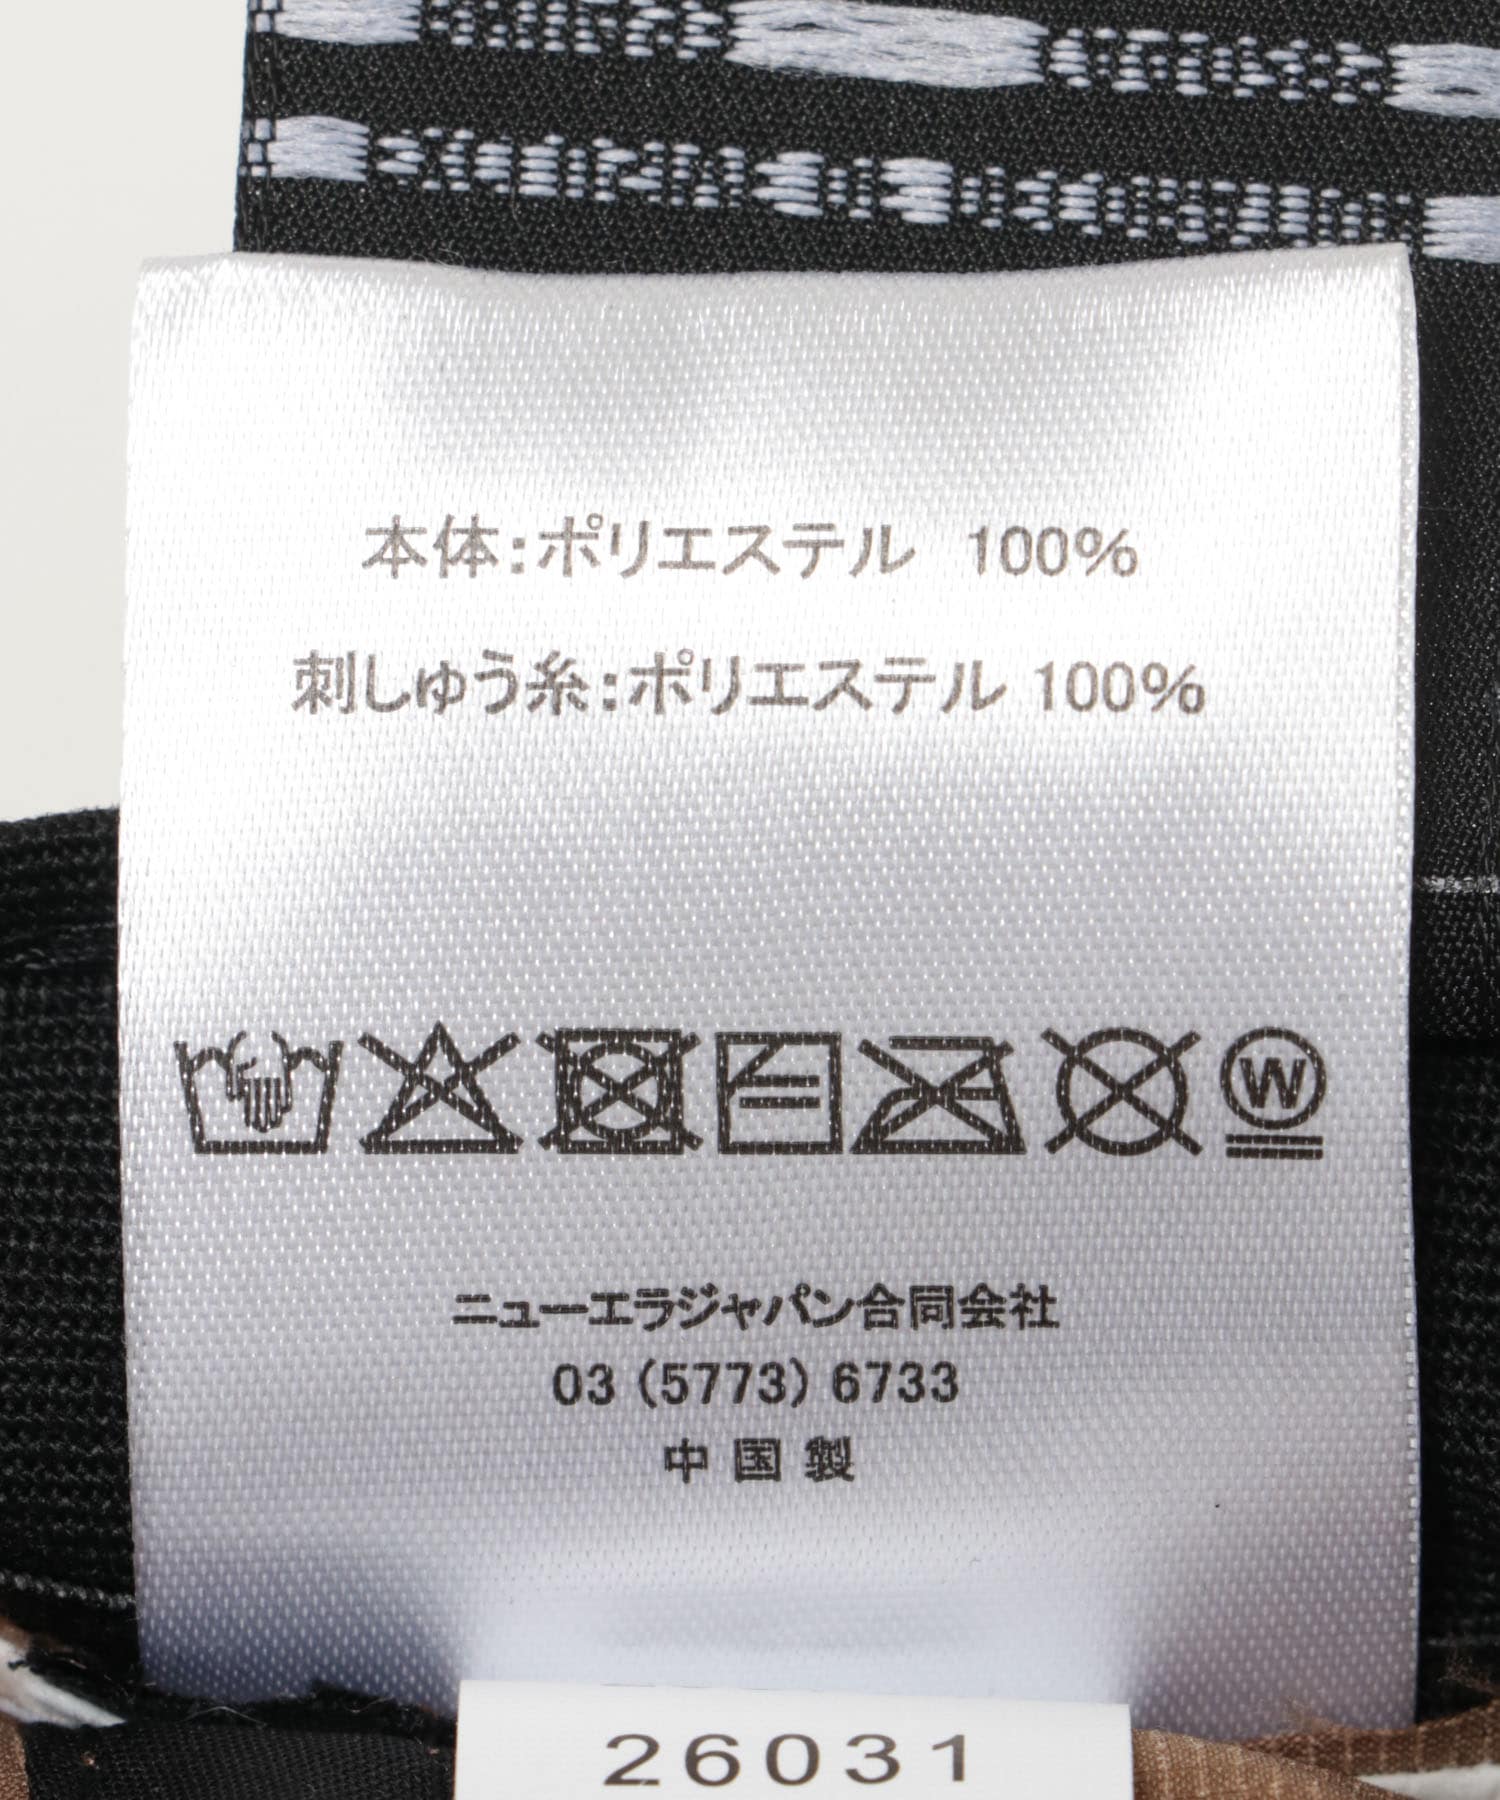 本体:ポリエステル 100%
刺しゅう糸:ポリエステル 100%
W
ニューエラジャパン合同会社
03 (5773) 6733
中国製
26031